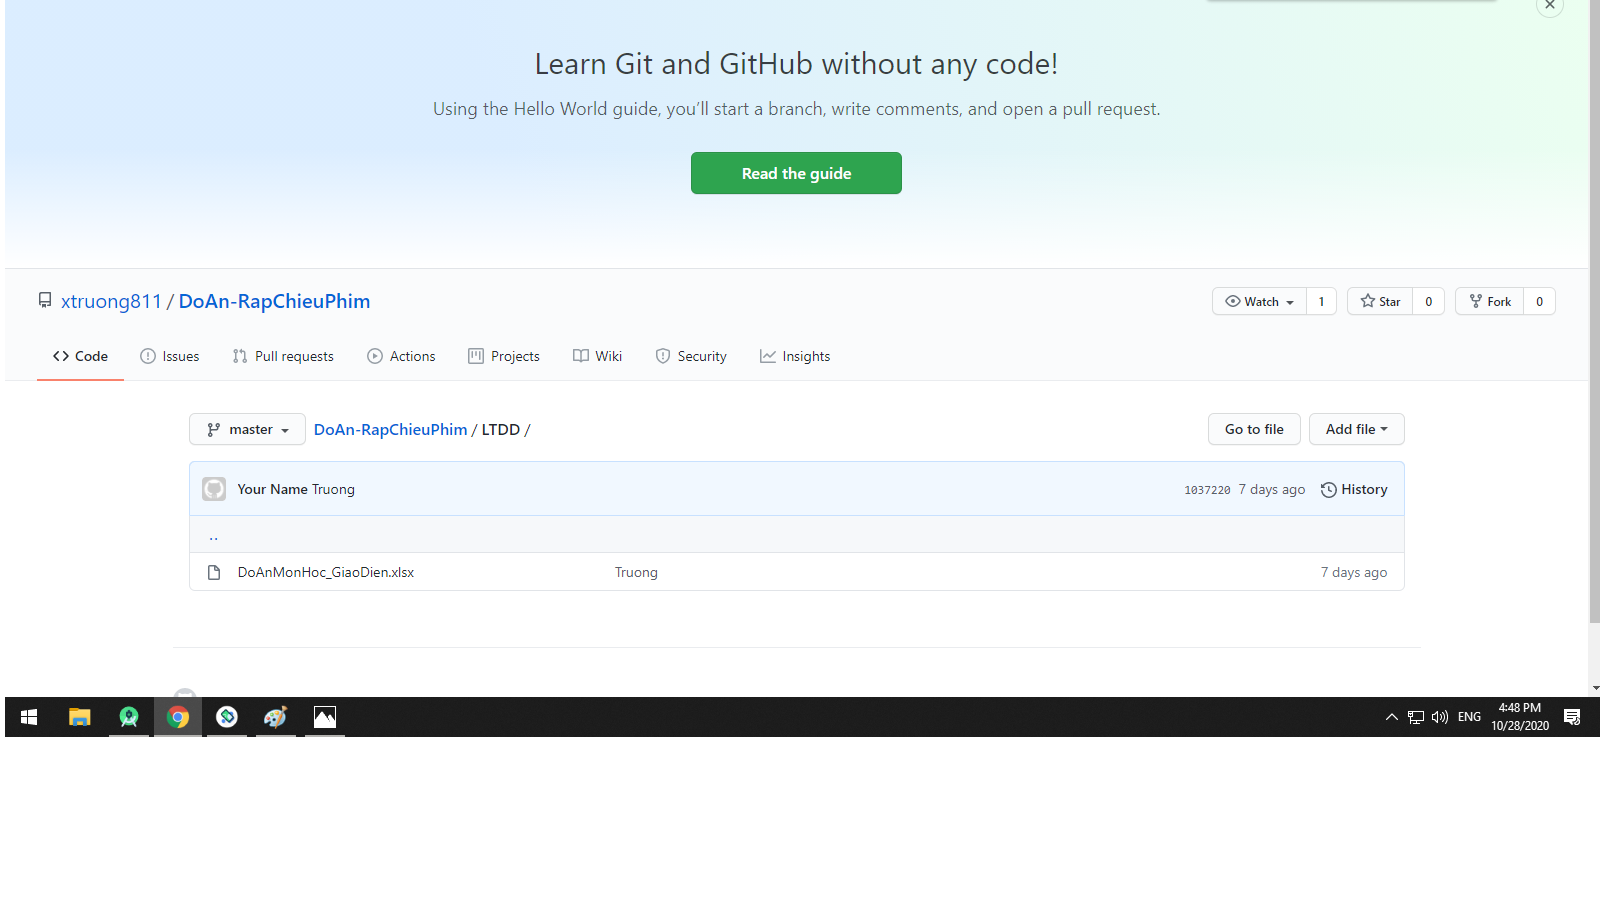 Learn Git and GitHub without any code!
Using the Hello World guide, you'll start a branch, write comments, and open a pull request.
Read the guide
xtruong811 / DoAn-RapChieuPhim
Watch 1 Star 0 Fork 0
Code Issues Pull requests Actions Projects Wiki Security Insights
master DoAn-RapChieuPhim / LTDD / Go to file Add file
Your Name Truong 1037220 7 days ago History
..
DoAnMonHoc_GiaoDien.xlsx Truong 7 days ago
ENG 4:48 PM
10/28/2020